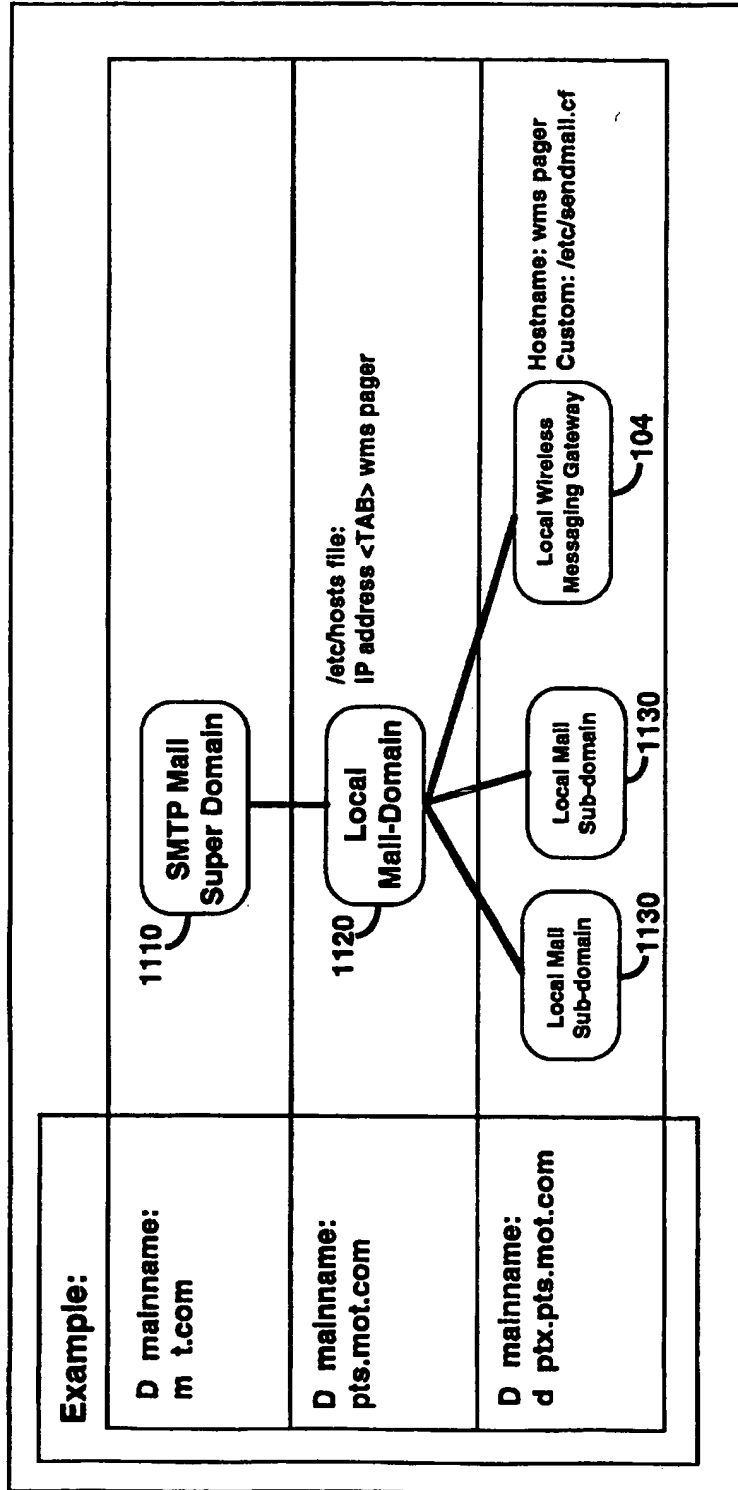 Example:
D mainname:
m t.com
1110
SMTP Mail
Super Domain
D mainname:
pts.mot.com
1120
Local
Mail-Domain
/etc/hosts file:
IP address <TAB> wms pager
D mainname:
d ptx.pts.mot.com
Local Mail
Sub-domain
1130
Local Mail
Sub-domain
1130
Local Wireless
Messaging Gateway
104
Hostname: wms pager
Custom: /etc/sendmail.cf